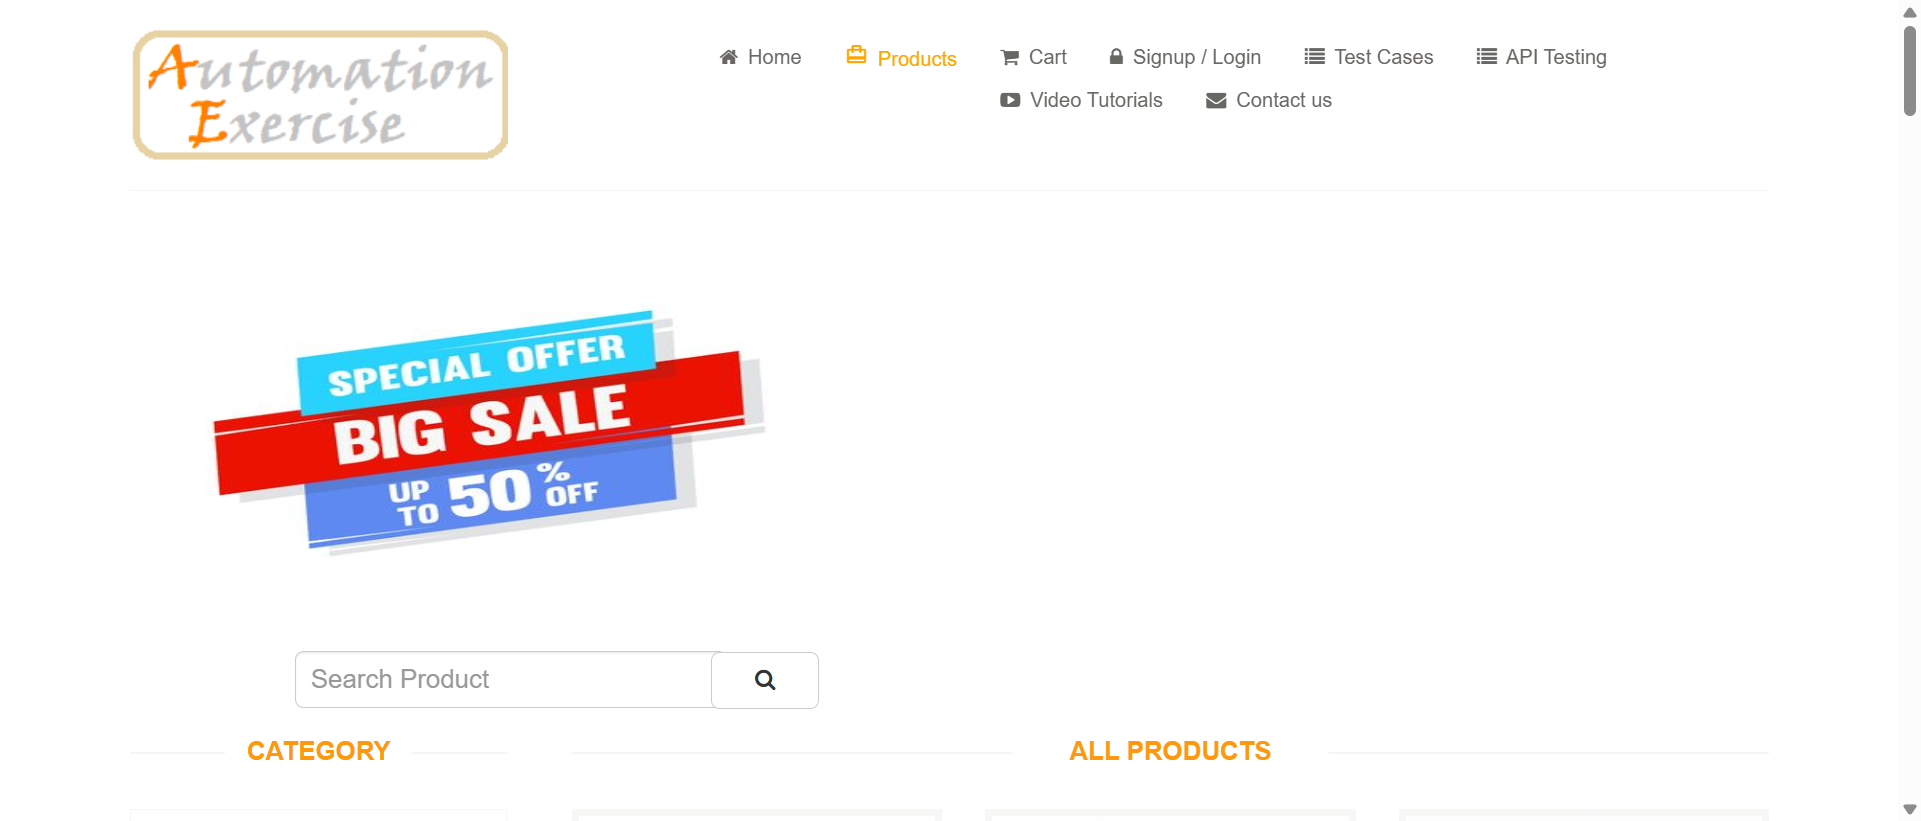 Automation
Exercise
Home
Products
Cart
Signup / Login
Test Cases
API Testing
Video Tutorials
Contact us
SPECIAL OFFER
BIG SALE
UP TO 50% OFF
Search Product
CATEGORY
ALL PRODUCTS